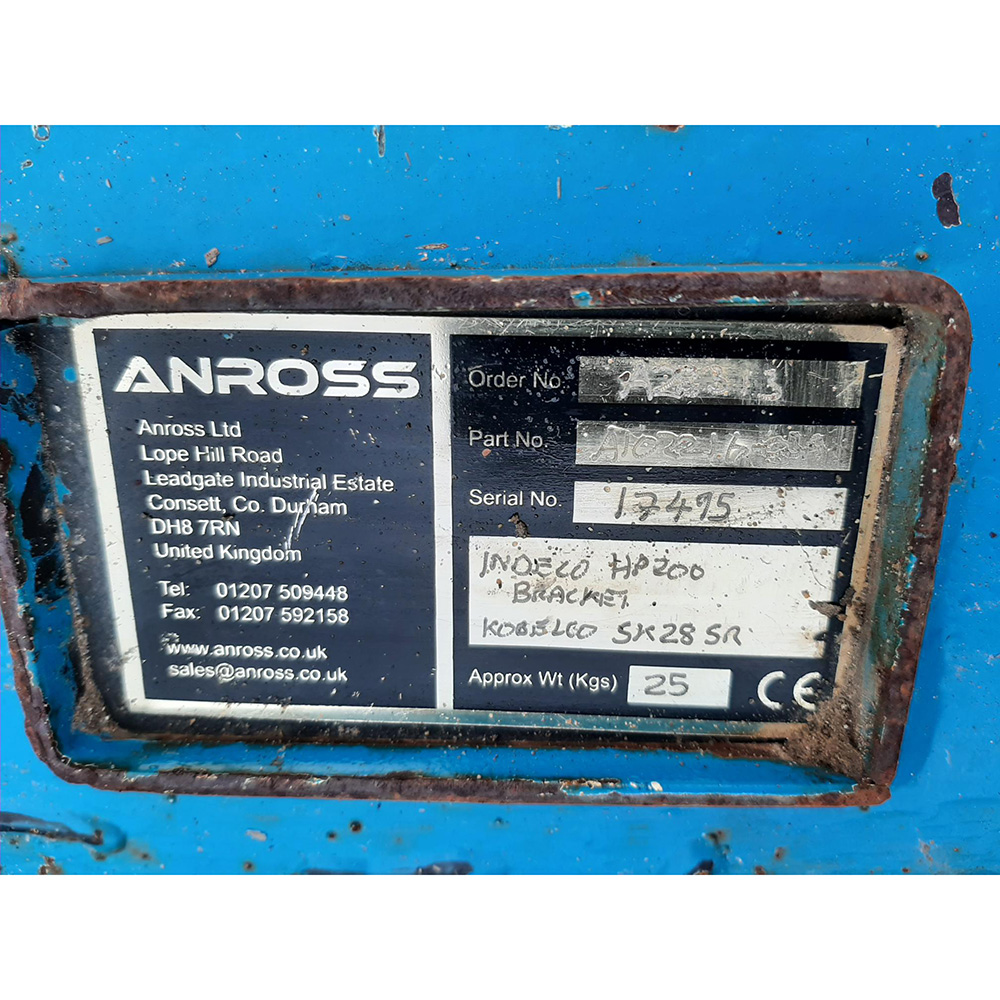 ANROSS
Anross Ltd
Lope Hill Road
Leadgate Industrial Estate
Consett, Co. Durham
DH8 7RN
United Kingdom
Tel: 01207 509448
Fax: 01207 592158
www.anross.co.uk
sales@anross.co.uk
Order No.
Part No.
Serial No. 17495
INDECO HP200
BRACKET
KOBELCO SK28SR
Approx Wt (Kgs) 25 CE